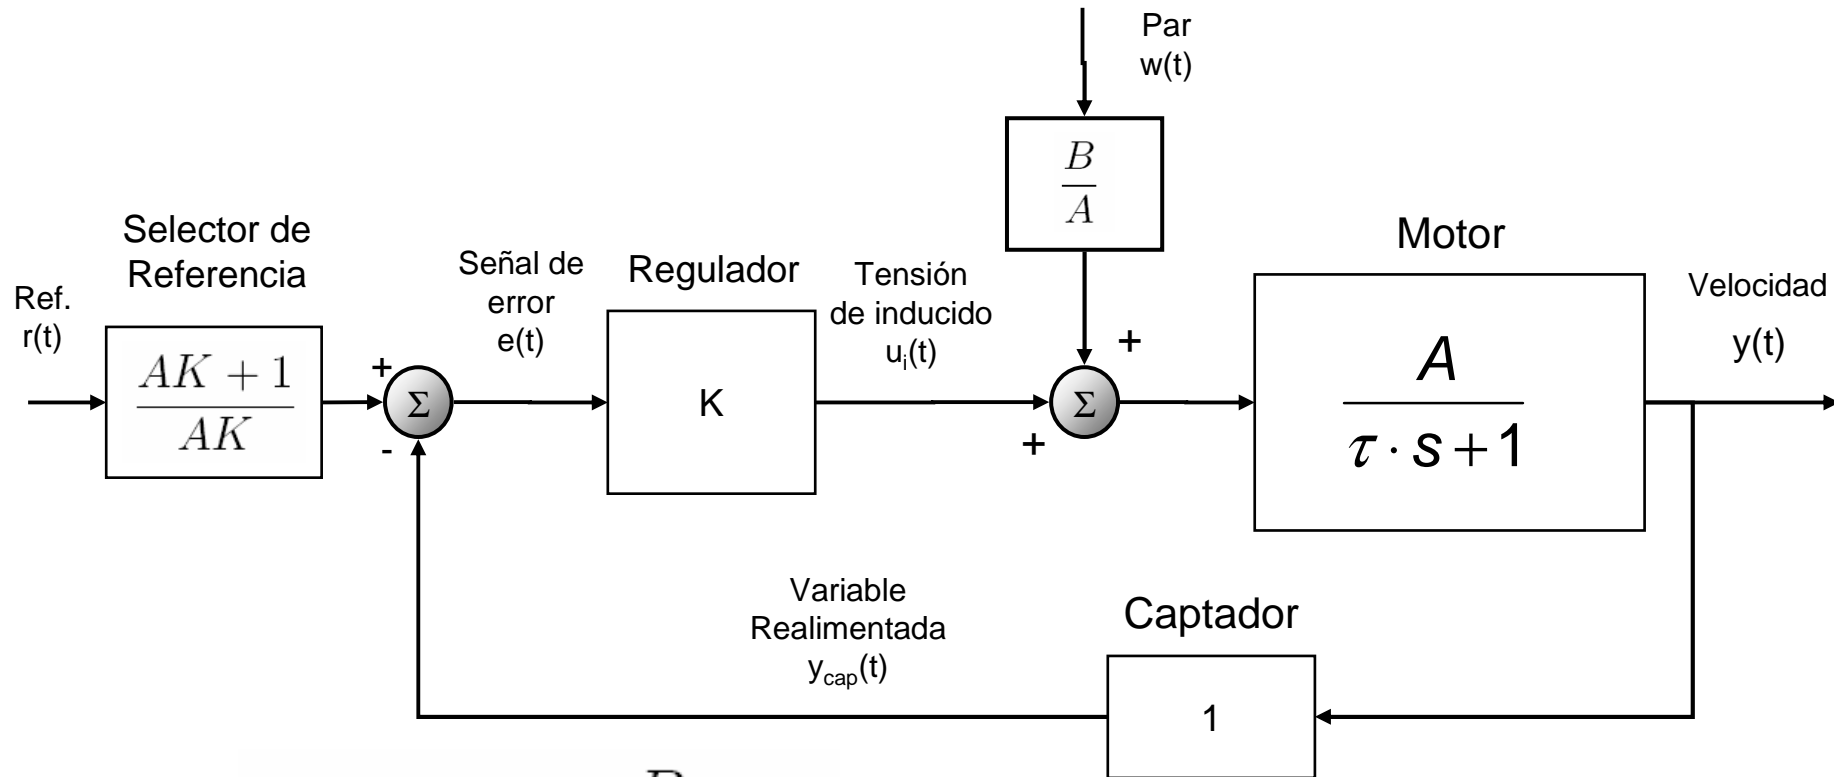 Par
w(t)
B
A
Selector de
Referencia
Señal de
error
e(t)
Regulador
Tensión
de inducido
u_i(t)
Motor
Velocidad
y(t)
Ref.
r(t)
AK + 1
AK
+
-
Σ
K
+
+
Σ
A
τ · s + 1
Variable
Realimentada
y_cap(t)
Captador
1